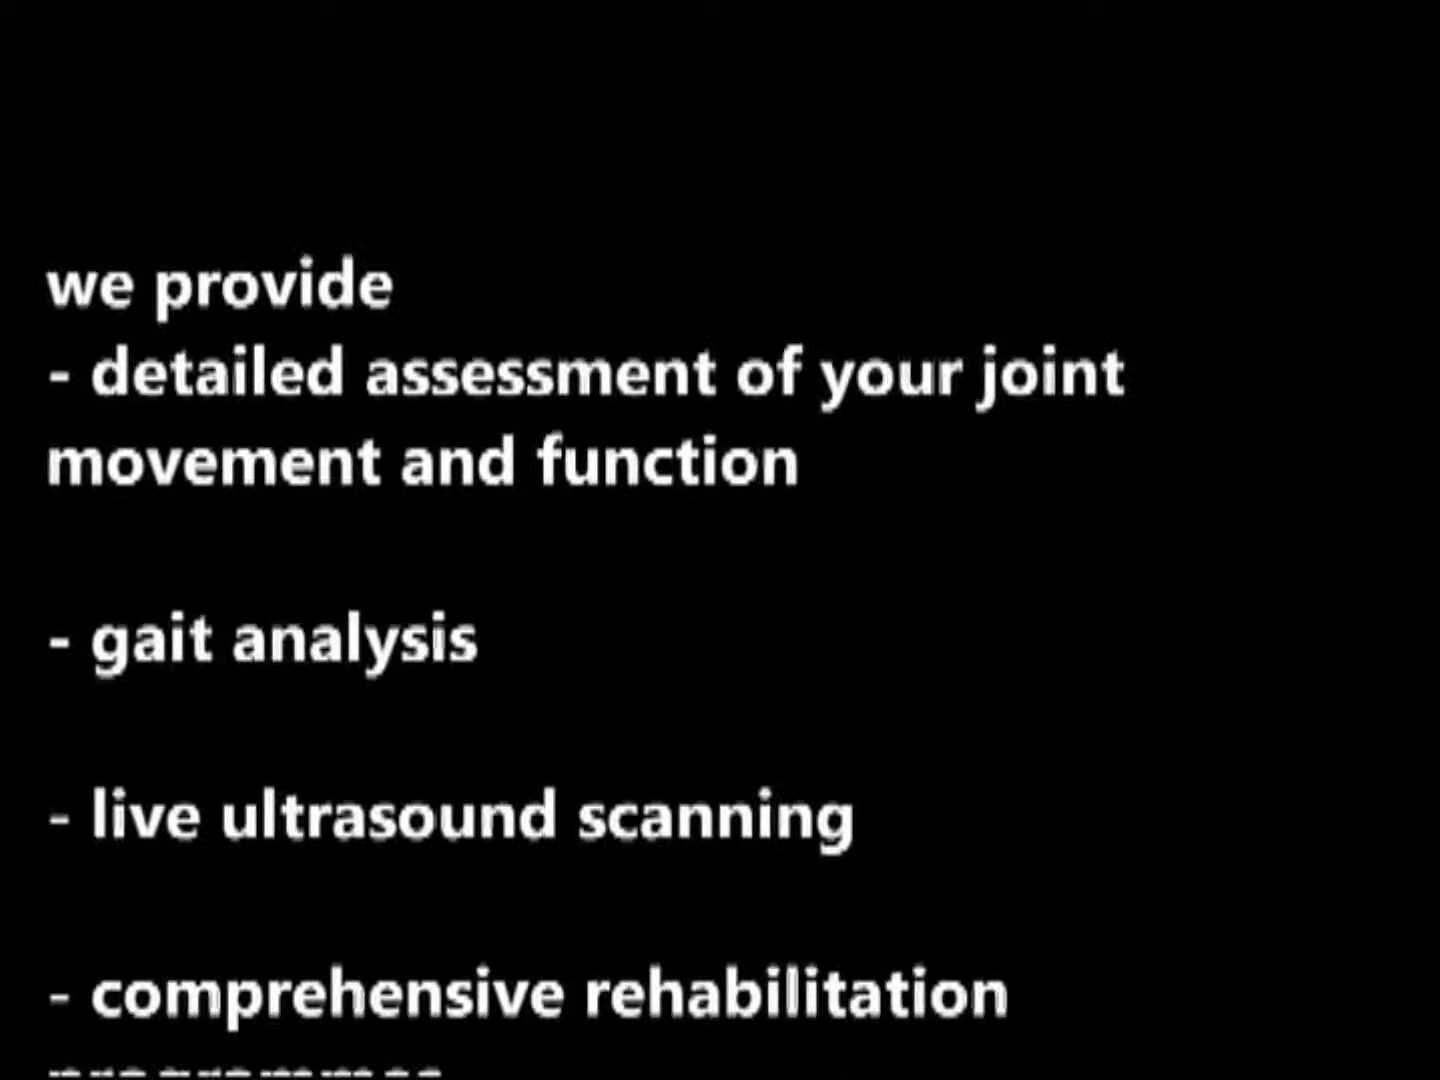 we provide
- detailed assessment of your joint
movement and function
- gait analysis
- live ultrasound scanning
- comprehensive rehabilitation